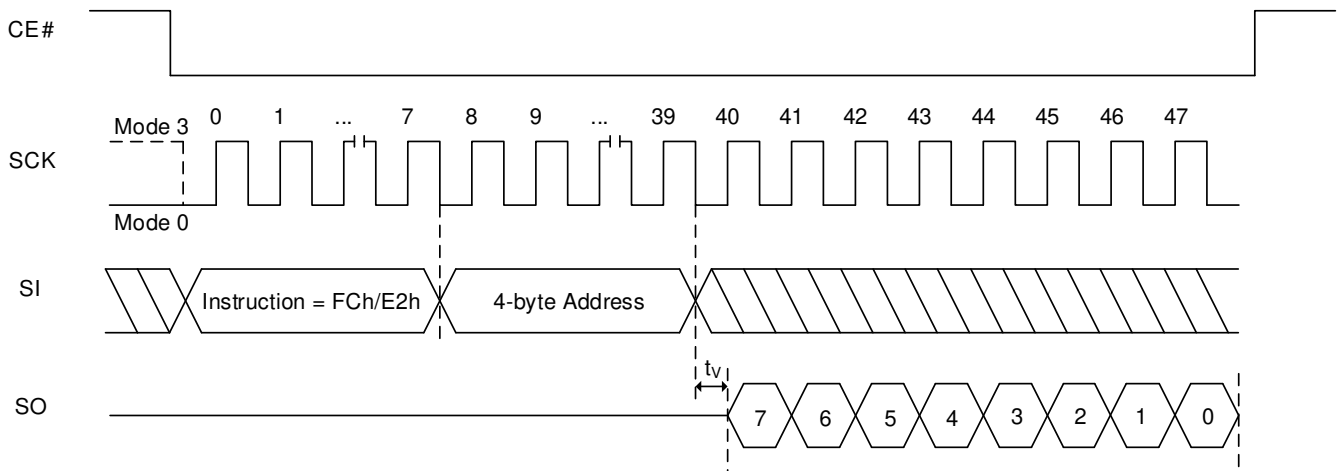 CE#
Mode 3 0 1 ... 7 8 9 ... 39 40 41 42 43 44 45 46 47
SCK
Mode 0
SI Instruction = FCh/E2h 4-byte Address
tV
SO 7 6 5 4 3 2 1 0